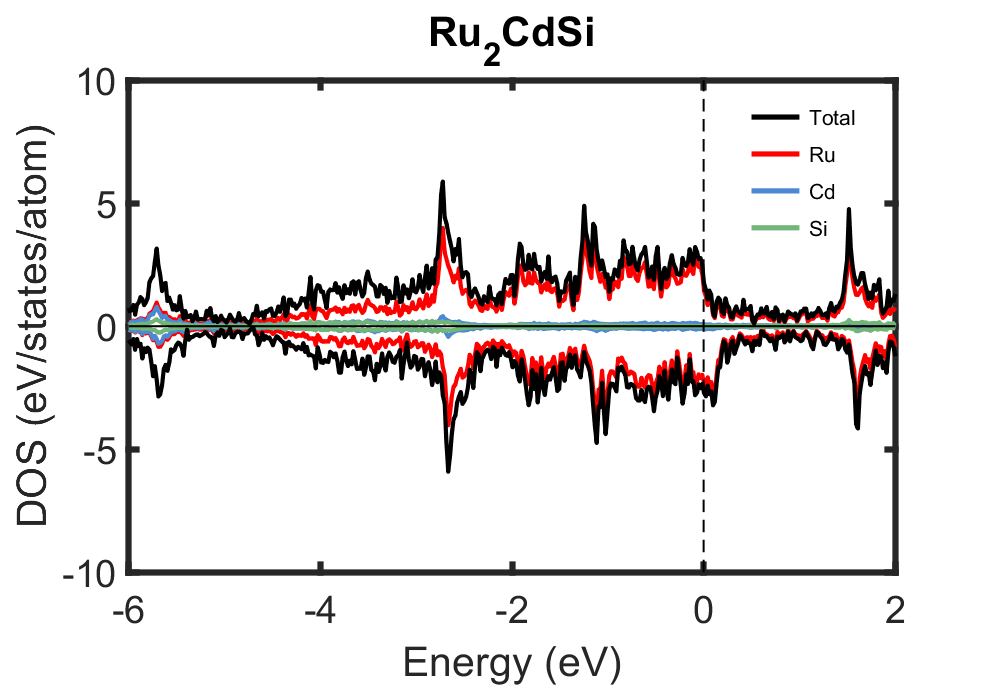 Ru₂CdSi
10
5
0
-5
-10
DOS (eV/states/atom)
Total
Ru
Cd
Si
-6
-4
-2
0
2
Energy (eV)